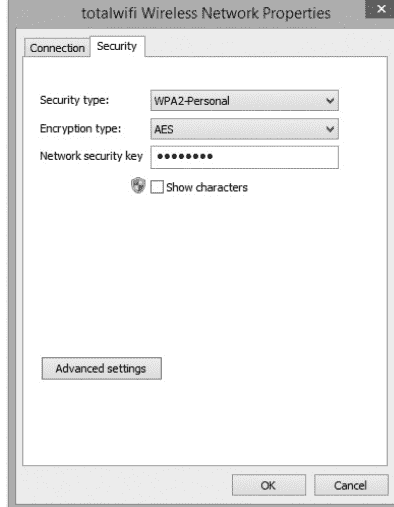 totalwifi Wireless Network Properties
Connection Security
Security type: WPA2-Personal
Encryption type: AES
Network security key ••••••••
Show characters
Advanced settings
OK Cancel